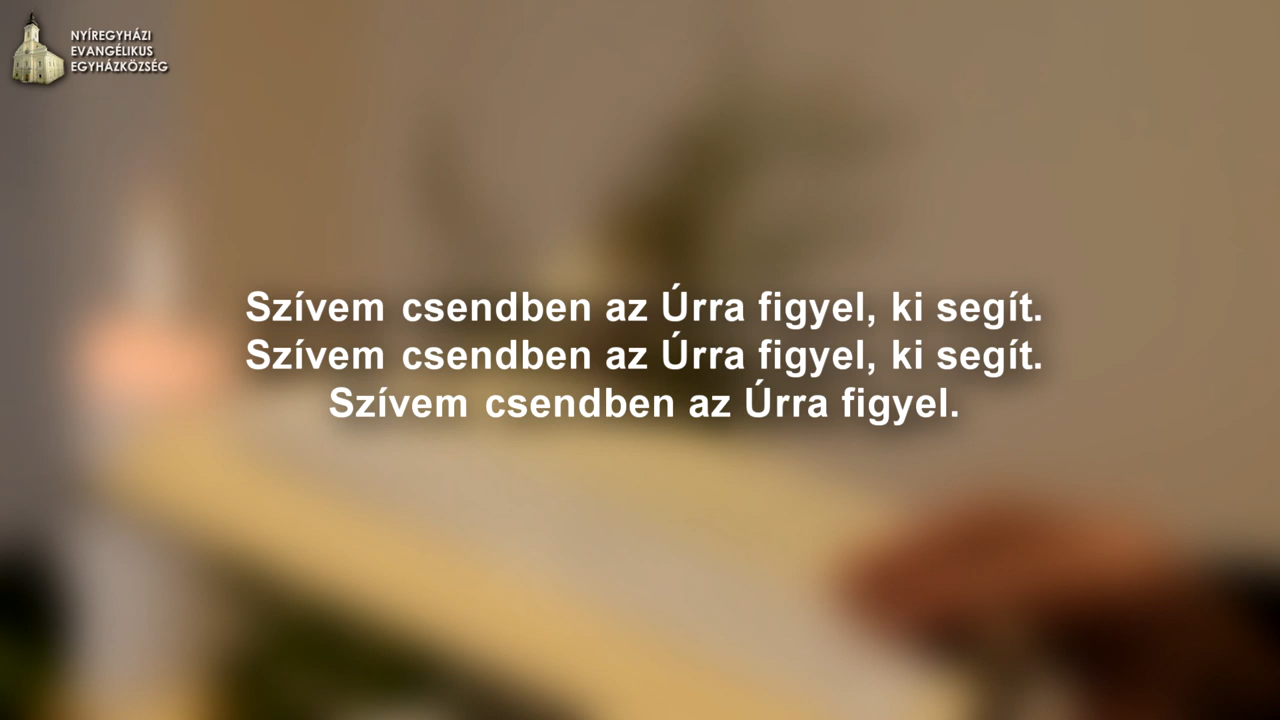 NYÍREGYHÁZI
EVANGÉLIKUS
EGYHÁZKÖZSÉG
Szívem csendben az Úrra figyel, ki segít.
Szívem csendben az Úrra figyel, ki segít.
Szívem csendben az Úrra figyel.